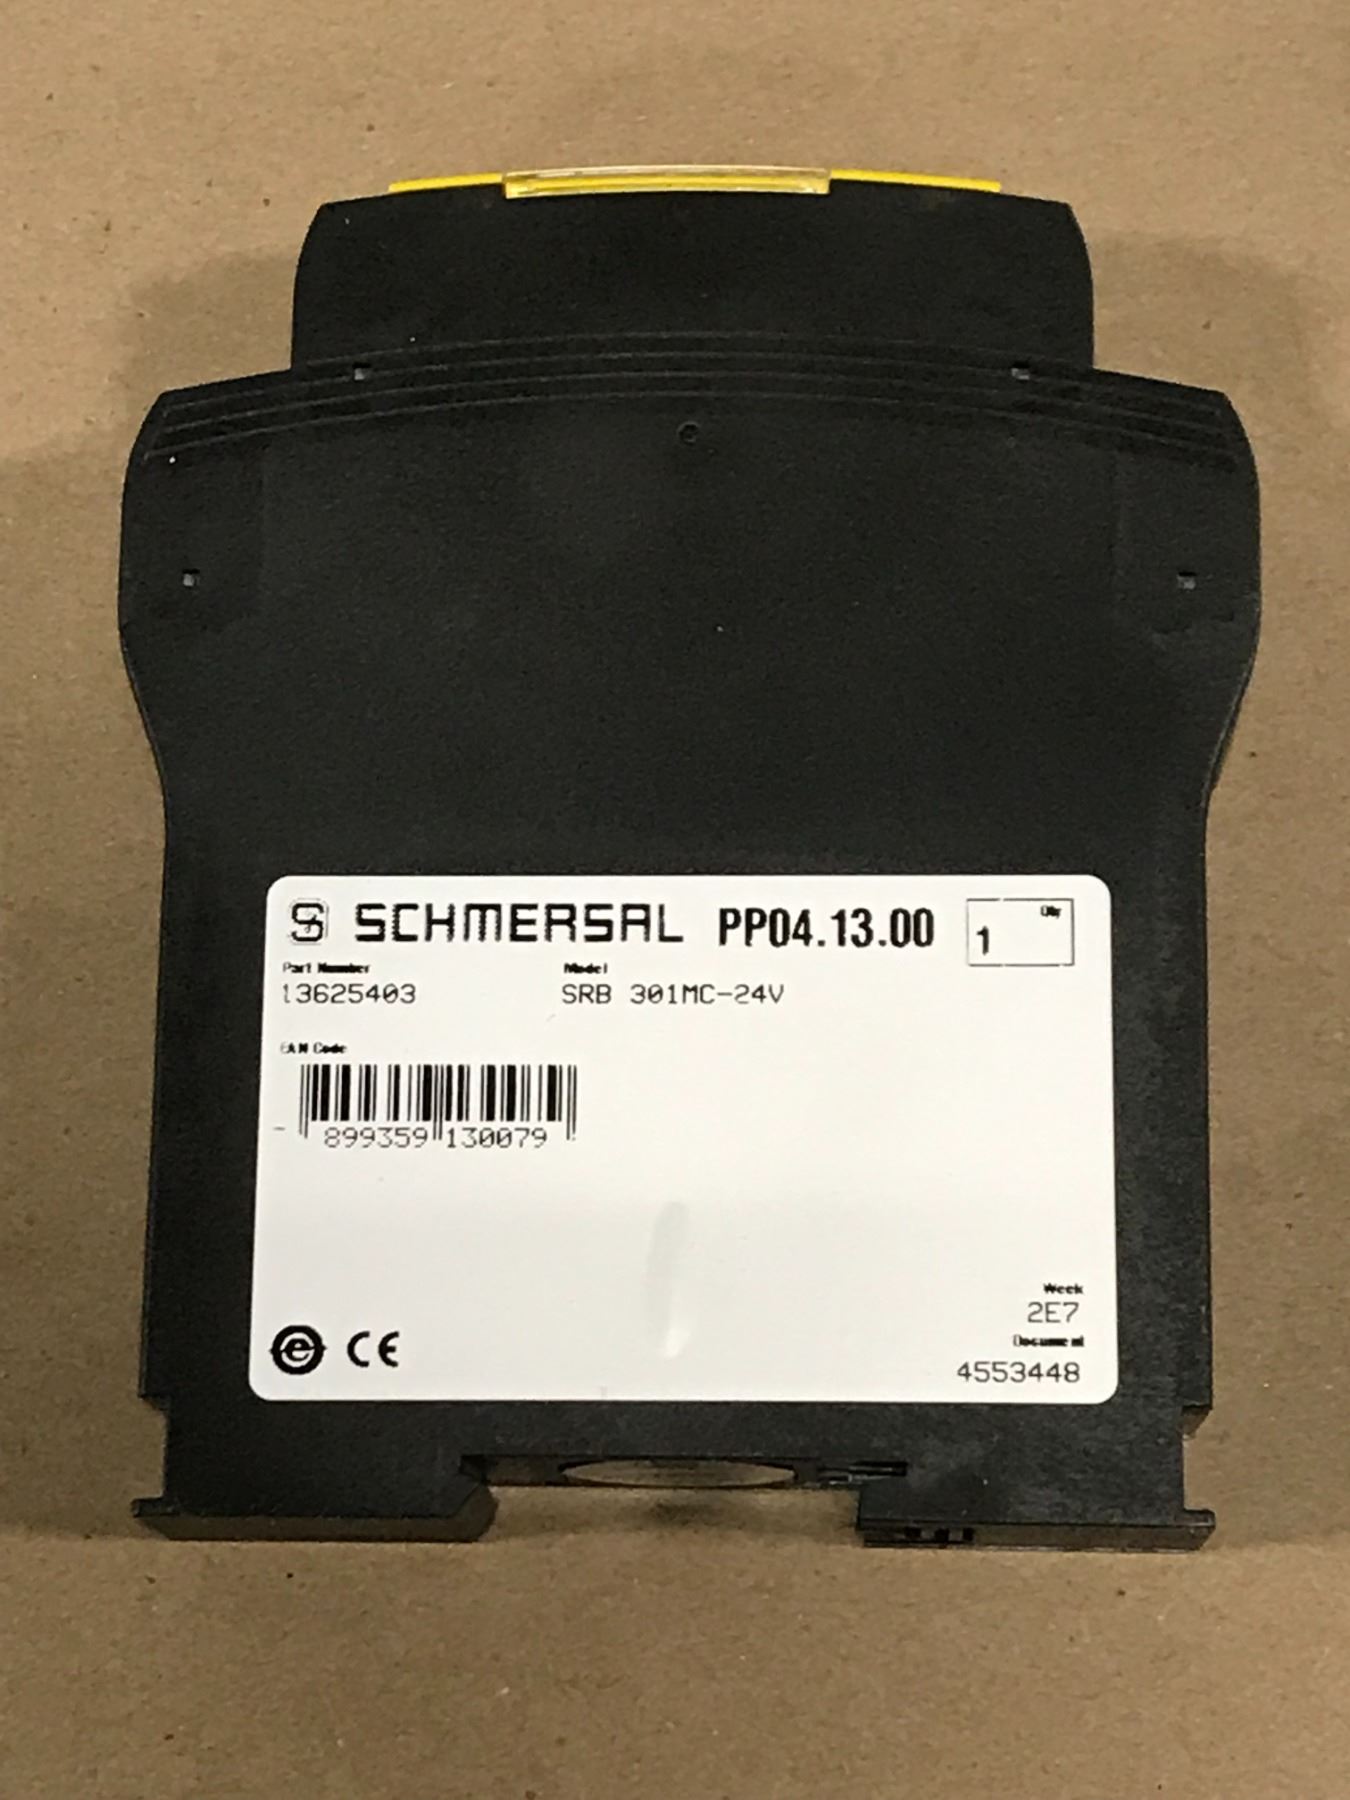 SCHMERSAL PP04.13.00 1 Qty
Part Number Model
13625403 SRB 301MC-24V
EAN Code
899359 130079
Week
2E7
Document
4553448
e CE